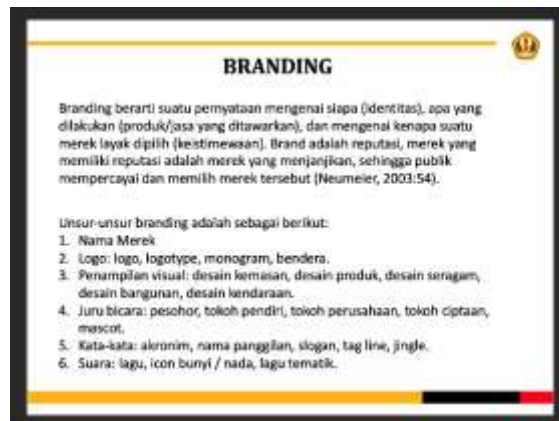 BRANDING
Branding berarti suatu pernyataan mengenai siapa (identitas), apa yang
dilakukan (produk/jasa yang ditawarkan), dan mengenai kenapa suatu
merek layak dipilih (keistimewaan). Brand adalah reputasi, merek yang
memiliki reputasi adalah merek yang menjanjikan, sehingga publik
mempercayai dan memilih merek tersebut (Neumeier, 2003:54).
Unsur-unsur branding adalah sebagai berikut:
1. Nama Merek
2. Logo: logo, logotype, monogram, bendera.
3. Penampilan visual: desain kemasan, desain produk, desain seragam,
desain bangunan, desain kendaraan.
4. Juru bicara: pesohor, tokoh pendiri, tokoh perusahaan, tokoh ciptaan,
mascot.
5. Kata-kata: akronim, nama panggilan, slogan, tag line, jingle.
6. Suara: lagu, icon bunyi / nada, lagu tematik.